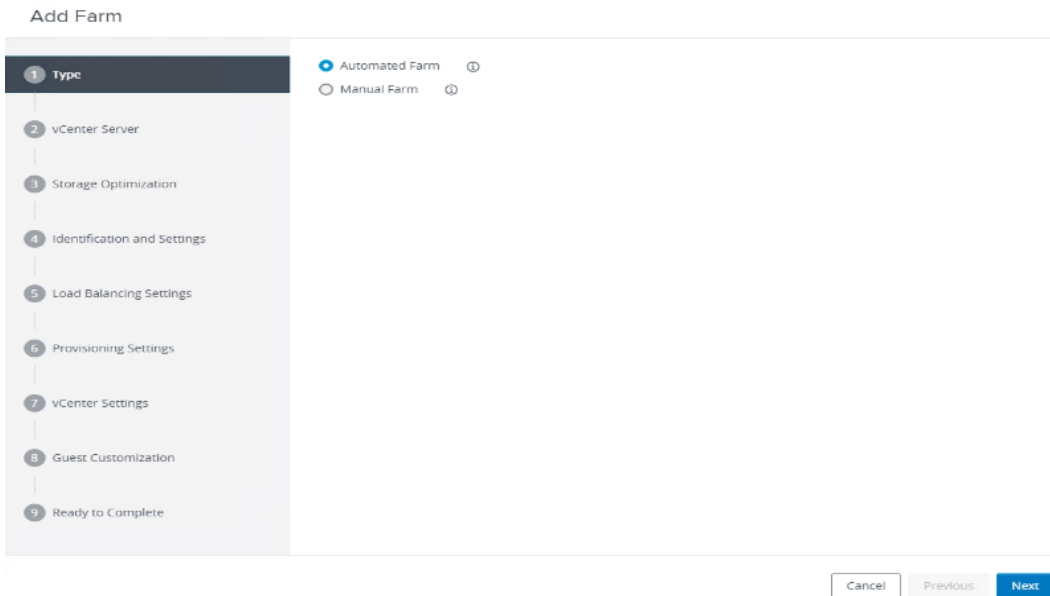 Add Farm
1 Type
2 vCenter Server
3 Storage Optimization
4 Identification and Settings
5 Load Balancing Settings
6 Provisioning Settings
7 vCenter Settings
8 Guest Customization
9 Ready to Complete
Automated Farm
Manual Farm
Cancel Previous Next